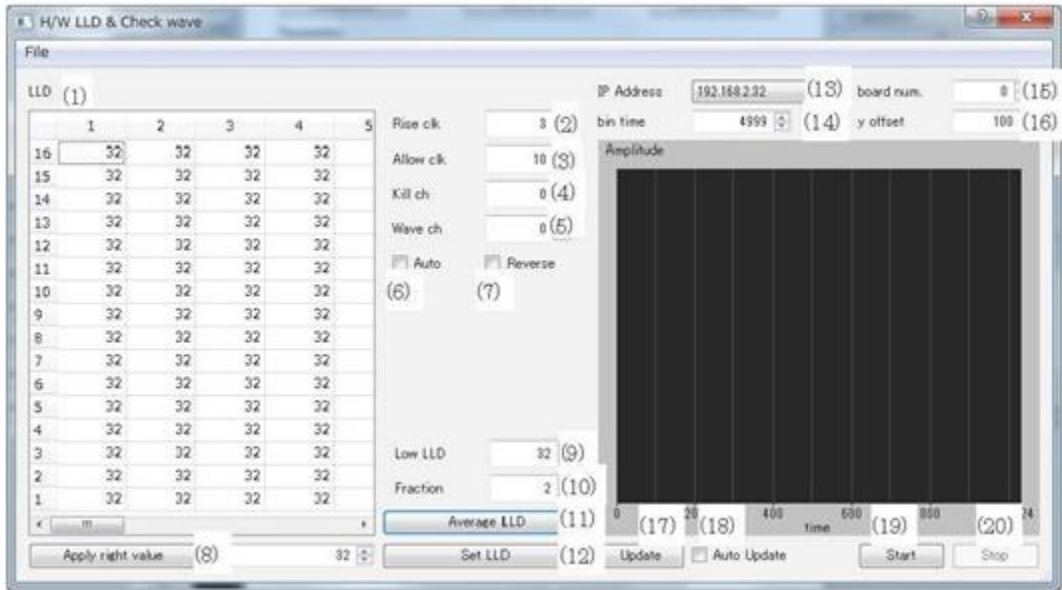 H/W LLD & Check wave
File
LLD (1)
IP Address 192.168.2.32 (13) board num. 0 (15)
bin time 4999 (14) y offset 100 (16)
1 2 3 4 5
16 32 32 32 32
15 32 32 32 32
14 32 32 32 32
13 32 32 32 32
12 32 32 32 32
11 32 32 32 32
10 32 32 32 32
9 32 32 32 32
8 32 32 32 32
7 32 32 32 32
6 32 32 32 32
5 32 32 32 32
4 32 32 32 32
3 32 32 32 32
2 32 32 32 32
1 32 32 32 32
Apply right value (8) 32
Rise clk 3 (2)
Allow clk 10 (3)
Kill ch 0 (4)
Wave ch 0 (5)
Auto Reverse
(6) (7)
Low LLD 32 (9)
Fraction 2 (10)
Average LLD (11)
Set LLD (12)
Amplitude
0 (17) 20 (18) 400 600 (19) 800 (20) 24
time
Update Auto Update Start Stop